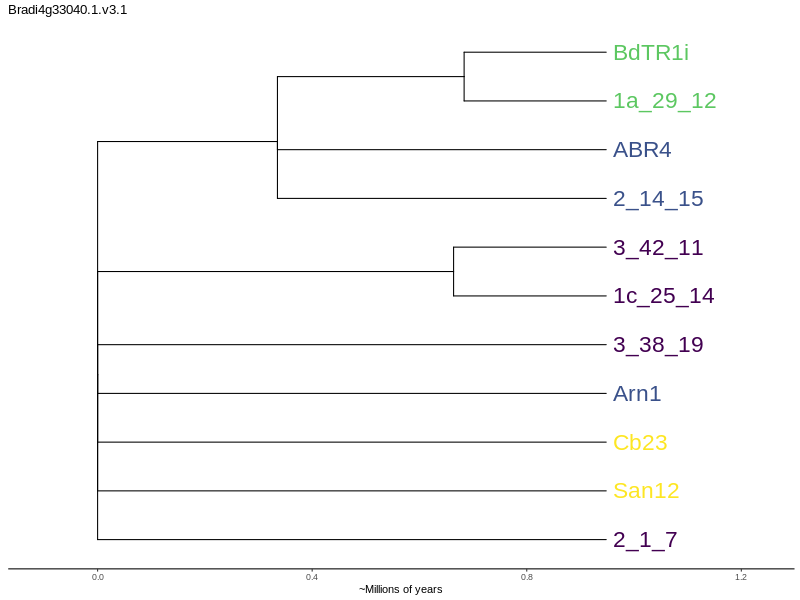 Bradi4g33040.1.v3.1
BdTR1i
1a_29_12
ABR4
2_14_15
3_42_11
1c_25_14
3_38_19
Arn1
Cb23
San12
2_1_7
0.0 0.4 0.8 1.2
~Millions of years